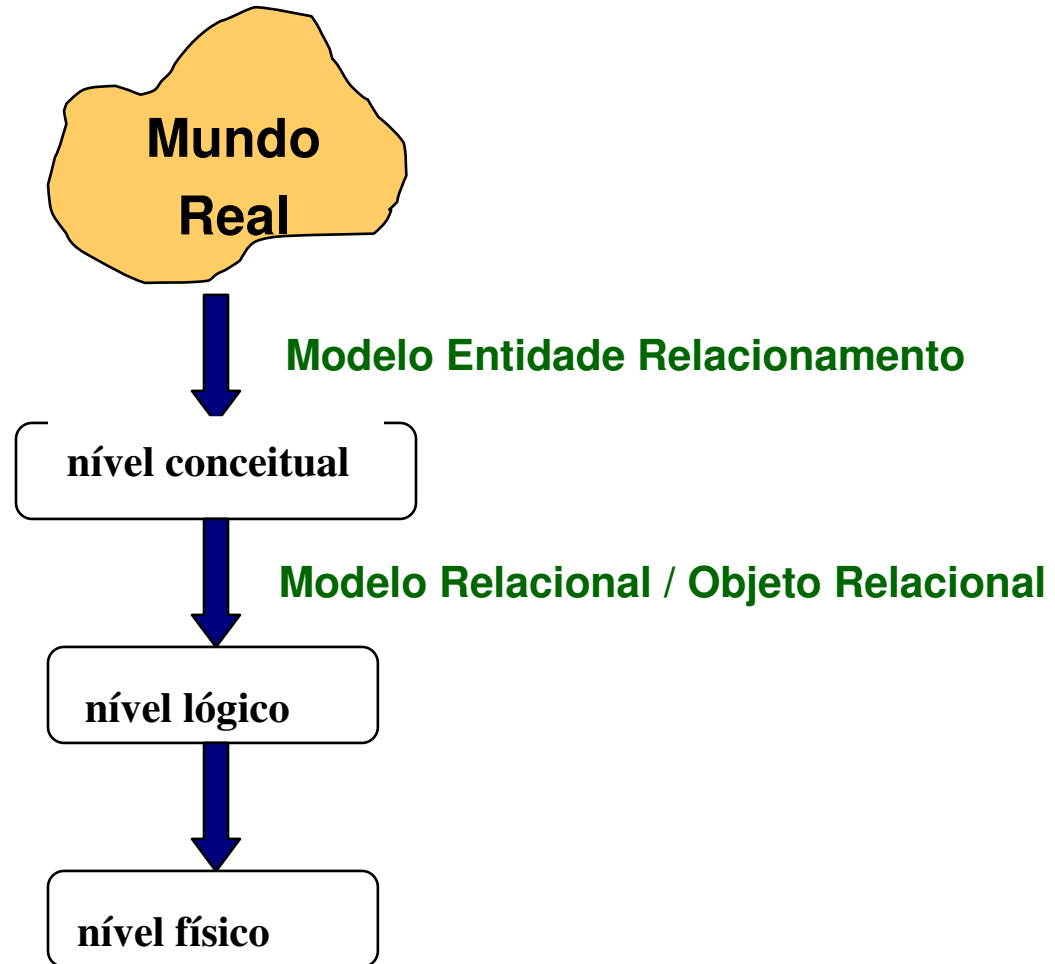 Mundo
Real
Modelo Entidade Relacionamento
nível conceitual
Modelo Relacional / Objeto Relacional
nível lógico
nível físico